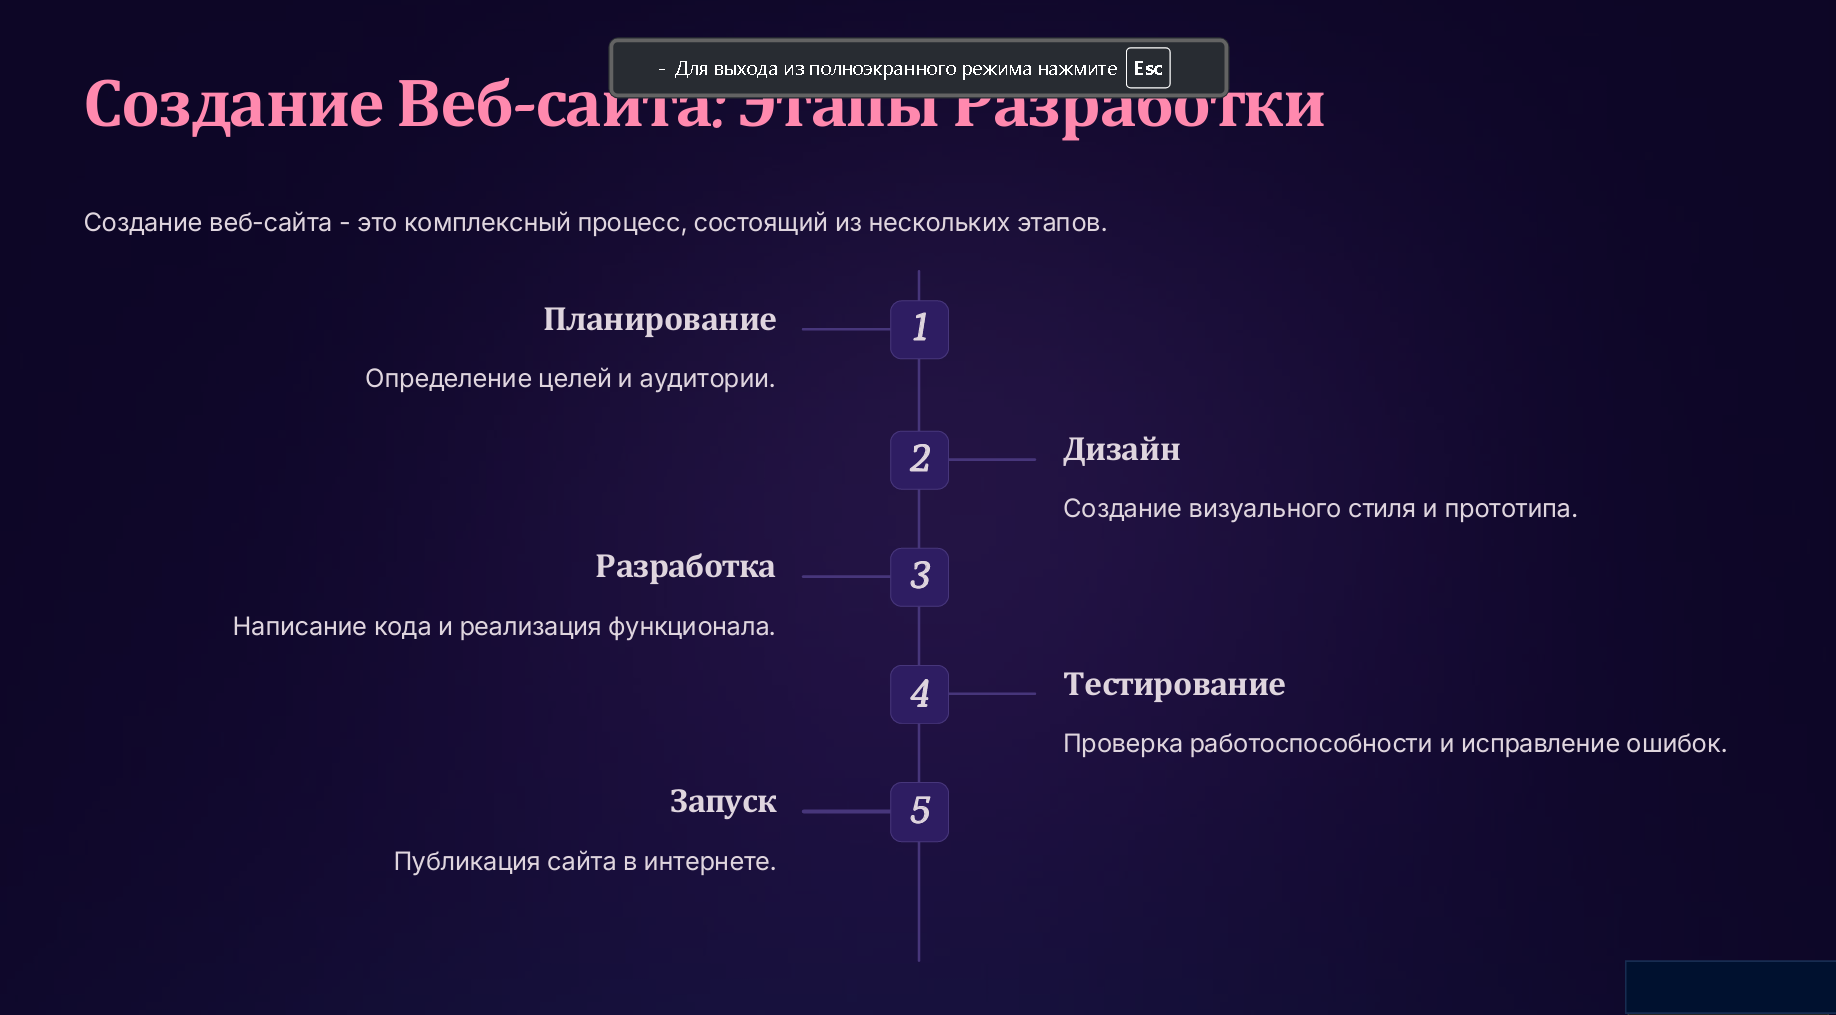 - Для выхода из полноэкранного режима нажмите Esc
Создание Веб-сайта: Этапы Разработки
Создание веб-сайта - это комплексный процесс, состоящий из нескольких этапов.
1
Планирование
Определение целей и аудитории.
2
Дизайн
Создание визуального стиля и прототипа.
3
Разработка
Написание кода и реализация функционала.
4
Тестирование
Проверка работоспособности и исправление ошибок.
5
Запуск
Публикация сайта в интернете.